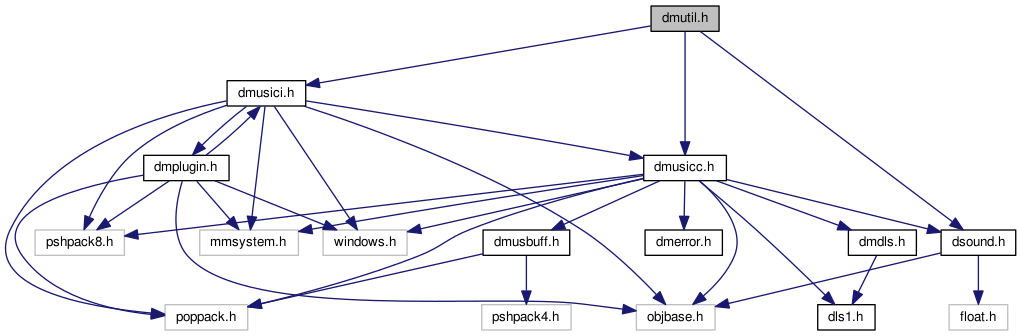 dmutil.h
dmusici.h
dmplugin.h
dmusicc.h
pshpack8.h
mmsystem.h
windows.h
dmusbuff.h
dmerror.h
dmdls.h
dsound.h
poppack.h
pshpack4.h
objbase.h
dls1.h
float.h